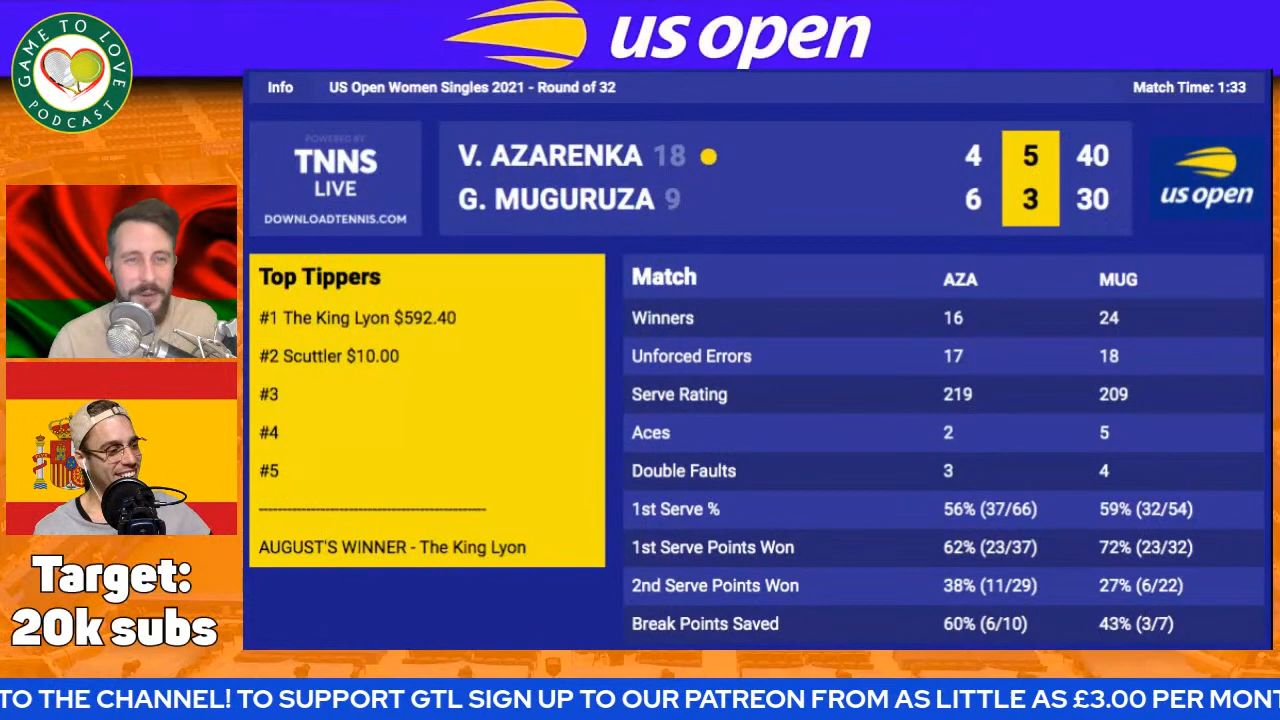 GAME TO LOVE
PODCAST
us open
Info US Open Women Singles 2021 - Round of 32 Match Time: 1:33
POWERED BY
TNNS
LIVE
DOWNLOADTENNIS.COM
V. AZARENKA 18 4 5 40
G. MUGURUZA 9 6 3 30
us open
Top Tippers
#1 The King Lyon $592.40
#2 Scuttler $10.00
#3
#4
#5
AUGUST'S WINNER - The King Lyon
Match AZA MUG
Winners 16 24
Unforced Errors 17 18
Serve Rating 219 209
Aces 2 5
Double Faults 3 4
1st Serve % 56% (37/66) 59% (32/54)
1st Serve Points Won 62% (23/37) 72% (23/32)
2nd Serve Points Won 38% (11/29) 27% (6/22)
Break Points Saved 60% (6/10) 43% (3/7)
Target:
20k subs
TO THE CHANNEL! TO SUPPORT GTL SIGN UP TO OUR PATREON FROM AS LITTLE AS £3.00 PER MONT